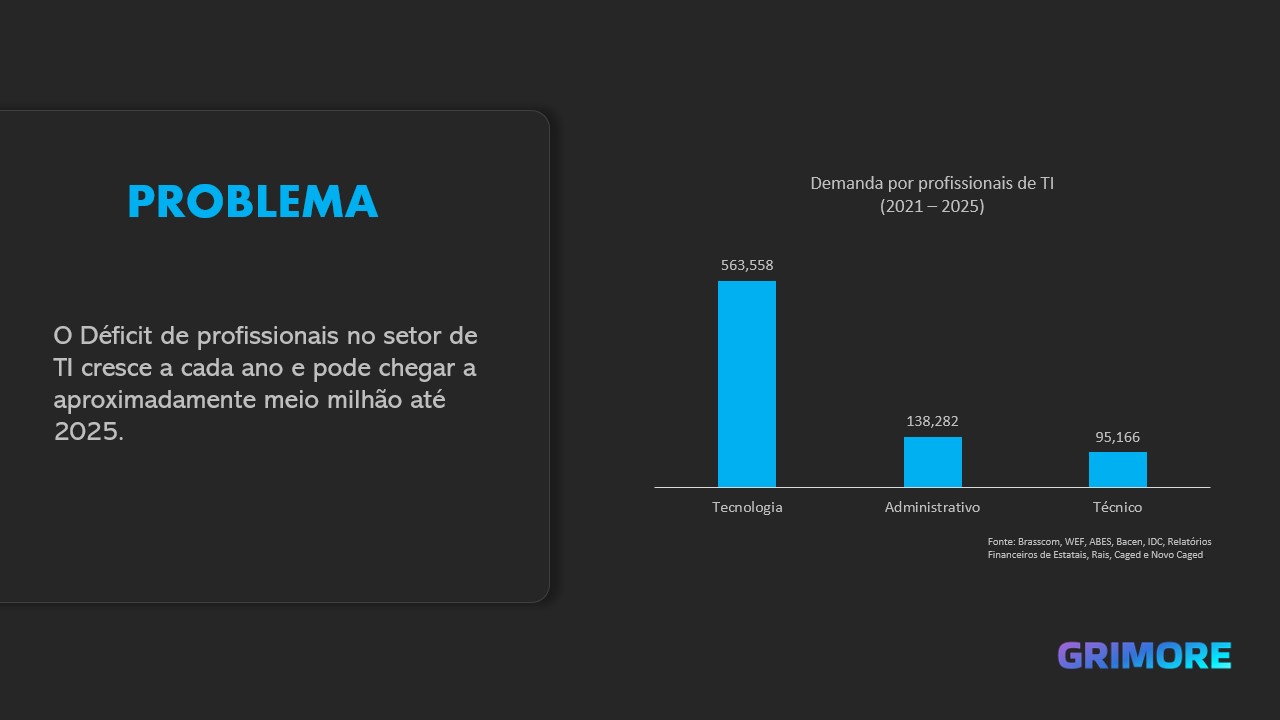 PROBLEMA
O Déficit de profissionais no setor de
TI cresce a cada ano e pode chegar a
aproximadamente meio milhão até
2025.
Demanda por profissionais de TI
(2021 – 2025)
563,558
138,282
95,166
Tecnologia
Administrativo
Técnico
Fonte: Brasscom, WEF, ABES, Bacen, IDC, Relatórios
Financeiros de Estatais, Rais, Caged e Novo Caged
GRIMORE